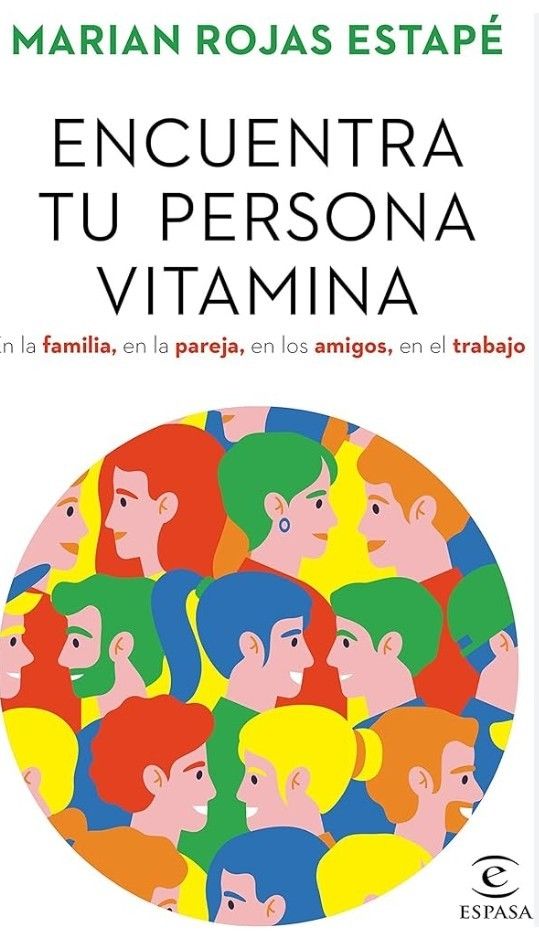 MARIAN ROJAS ESTAPÉ
ENCUENTRA
TU PERSONA
VITAMINA
En la familia, en la pareja, en los amigos, en el trabajo
e
ESPASA